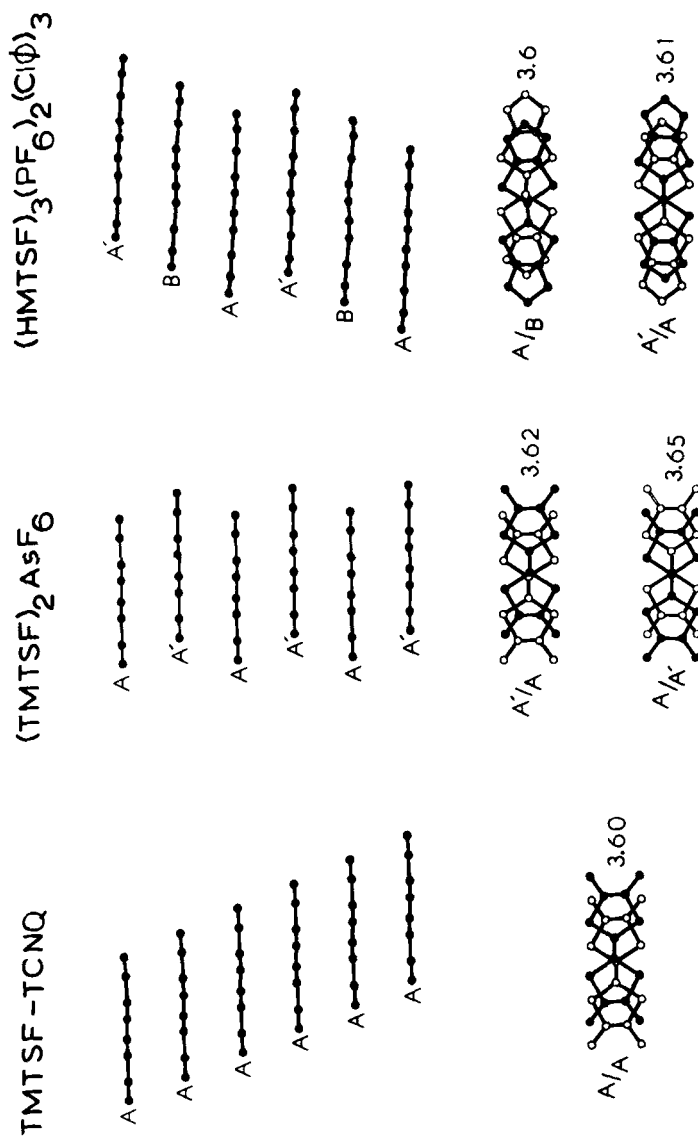 TMTSF-TCNQ
A
A
A
A
A
A
A/A 3.60
(TMTSF)₂AsF₆
A
A'
A
A'
A
A'
A'/A 3.62
A/A' 3.65
(HMTSF)₃(PF₆)₂(ClΦ)₃
A'
B
A
A'
B
A
A/B 3.6
A'/A 3.61